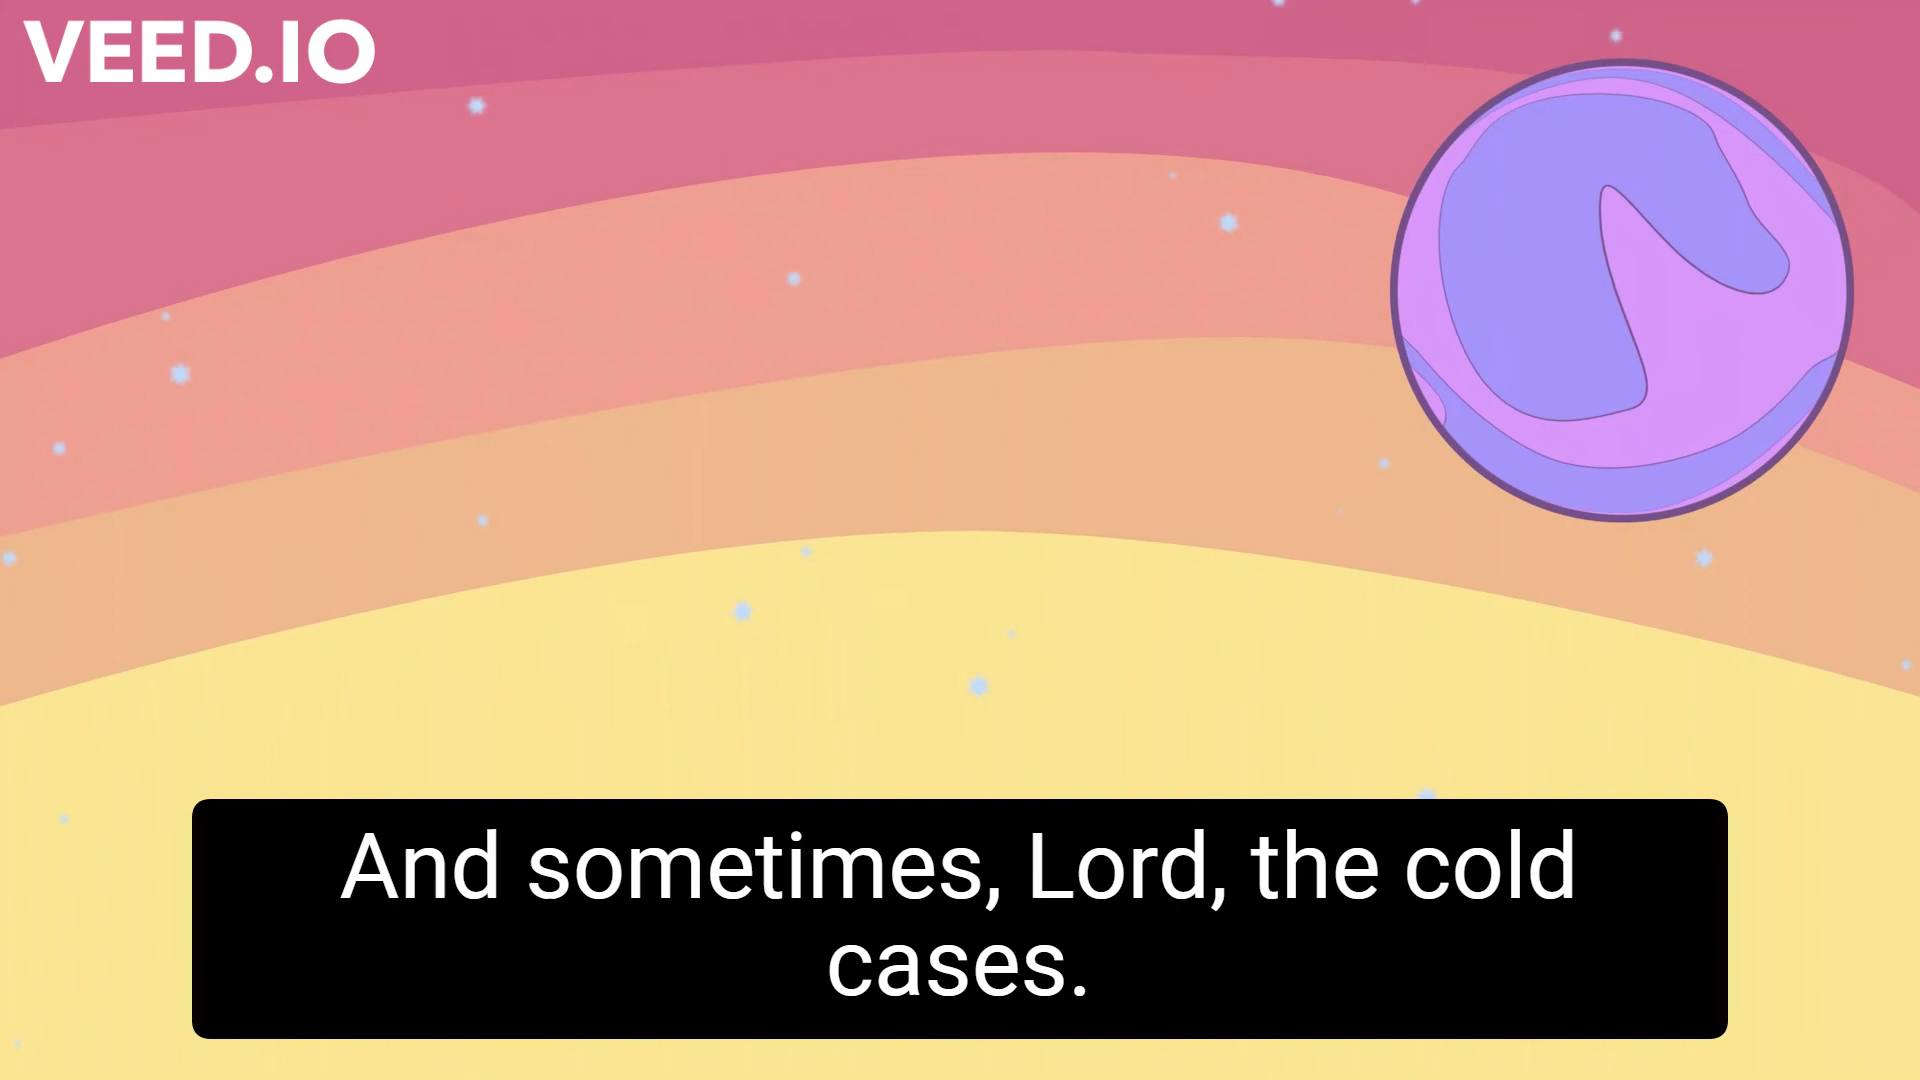 VEED.IO
And sometimes, Lord, the cold
cases.